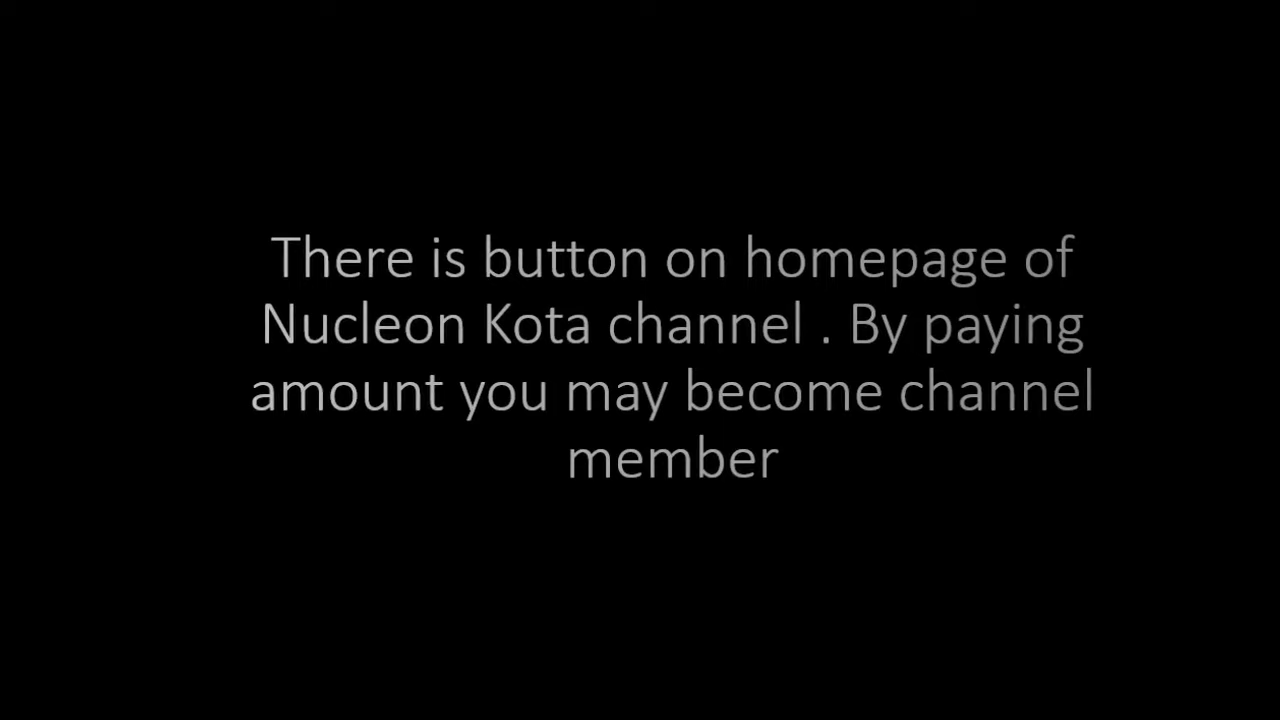 There is button on homepage of
Nucleon Kota channel . By paying
amount you may become channel
member